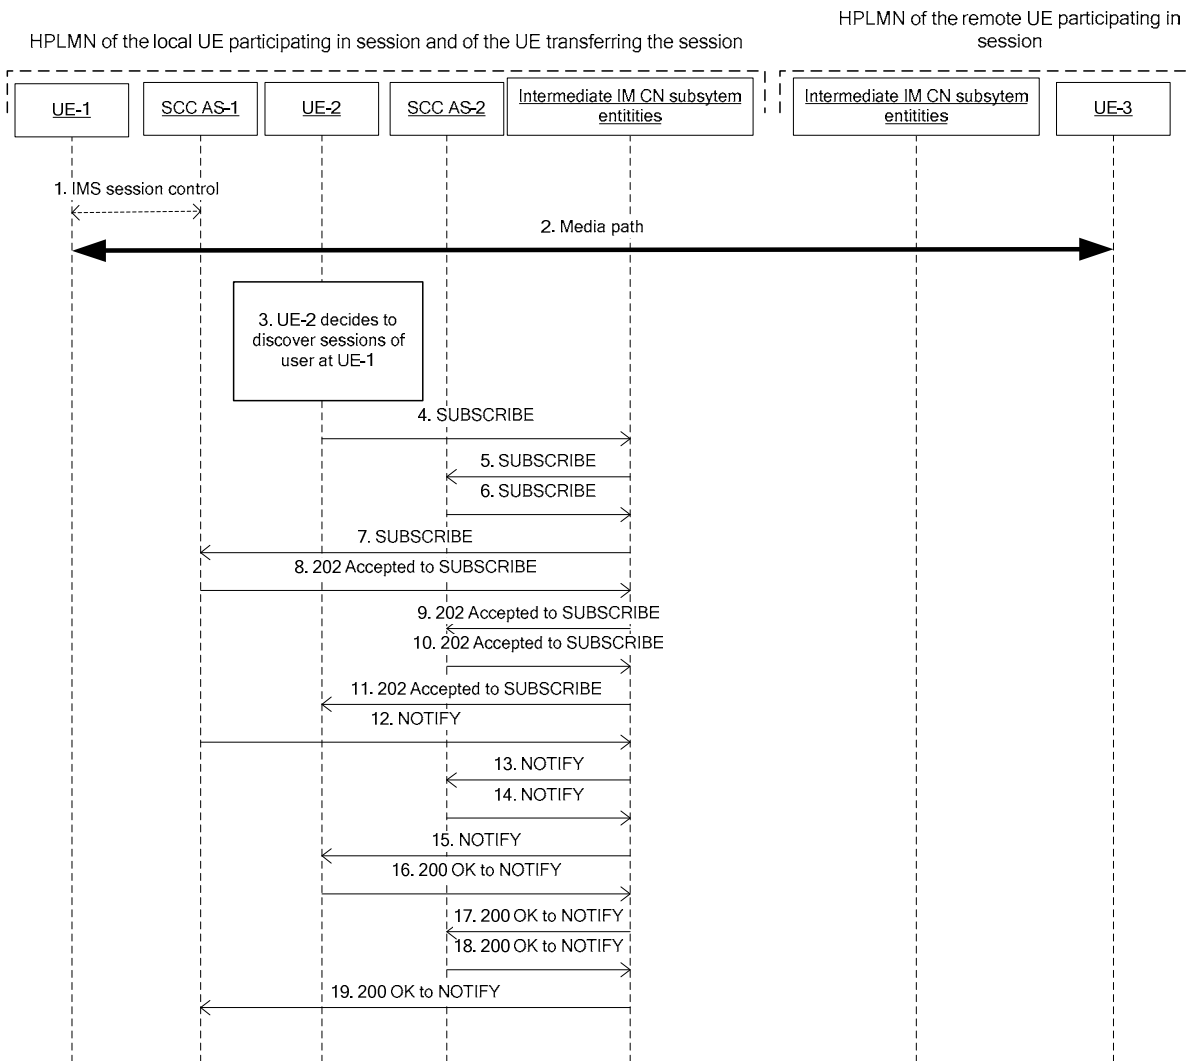 HPLMN of the local UE participating in session and of the UE transferring the session
HPLMN of the remote UE participating in
session
UE-1
SCC AS-1
UE-2
SCC AS-2
Intermediate IM CN subsytem
entitities
Intermediate IM CN subsytem
entitities
UE-3
1. IMS session control
2. Media path
3. UE-2 decides to
discover sessions of
user at UE-1
4. SUBSCRIBE
5. SUBSCRIBE
6. SUBSCRIBE
7. SUBSCRIBE
8. 202 Accepted to SUBSCRIBE
9. 202 Accepted to SUBSCRIBE
10. 202 Accepted to SUBSCRIBE
11. 202 Accepted to SUBSCRIBE
12. NOTIFY
13. NOTIFY
14. NOTIFY
15. NOTIFY
16. 200 OK to NOTIFY
17. 200 OK to NOTIFY
18. 200 OK to NOTIFY
19. 200 OK to NOTIFY